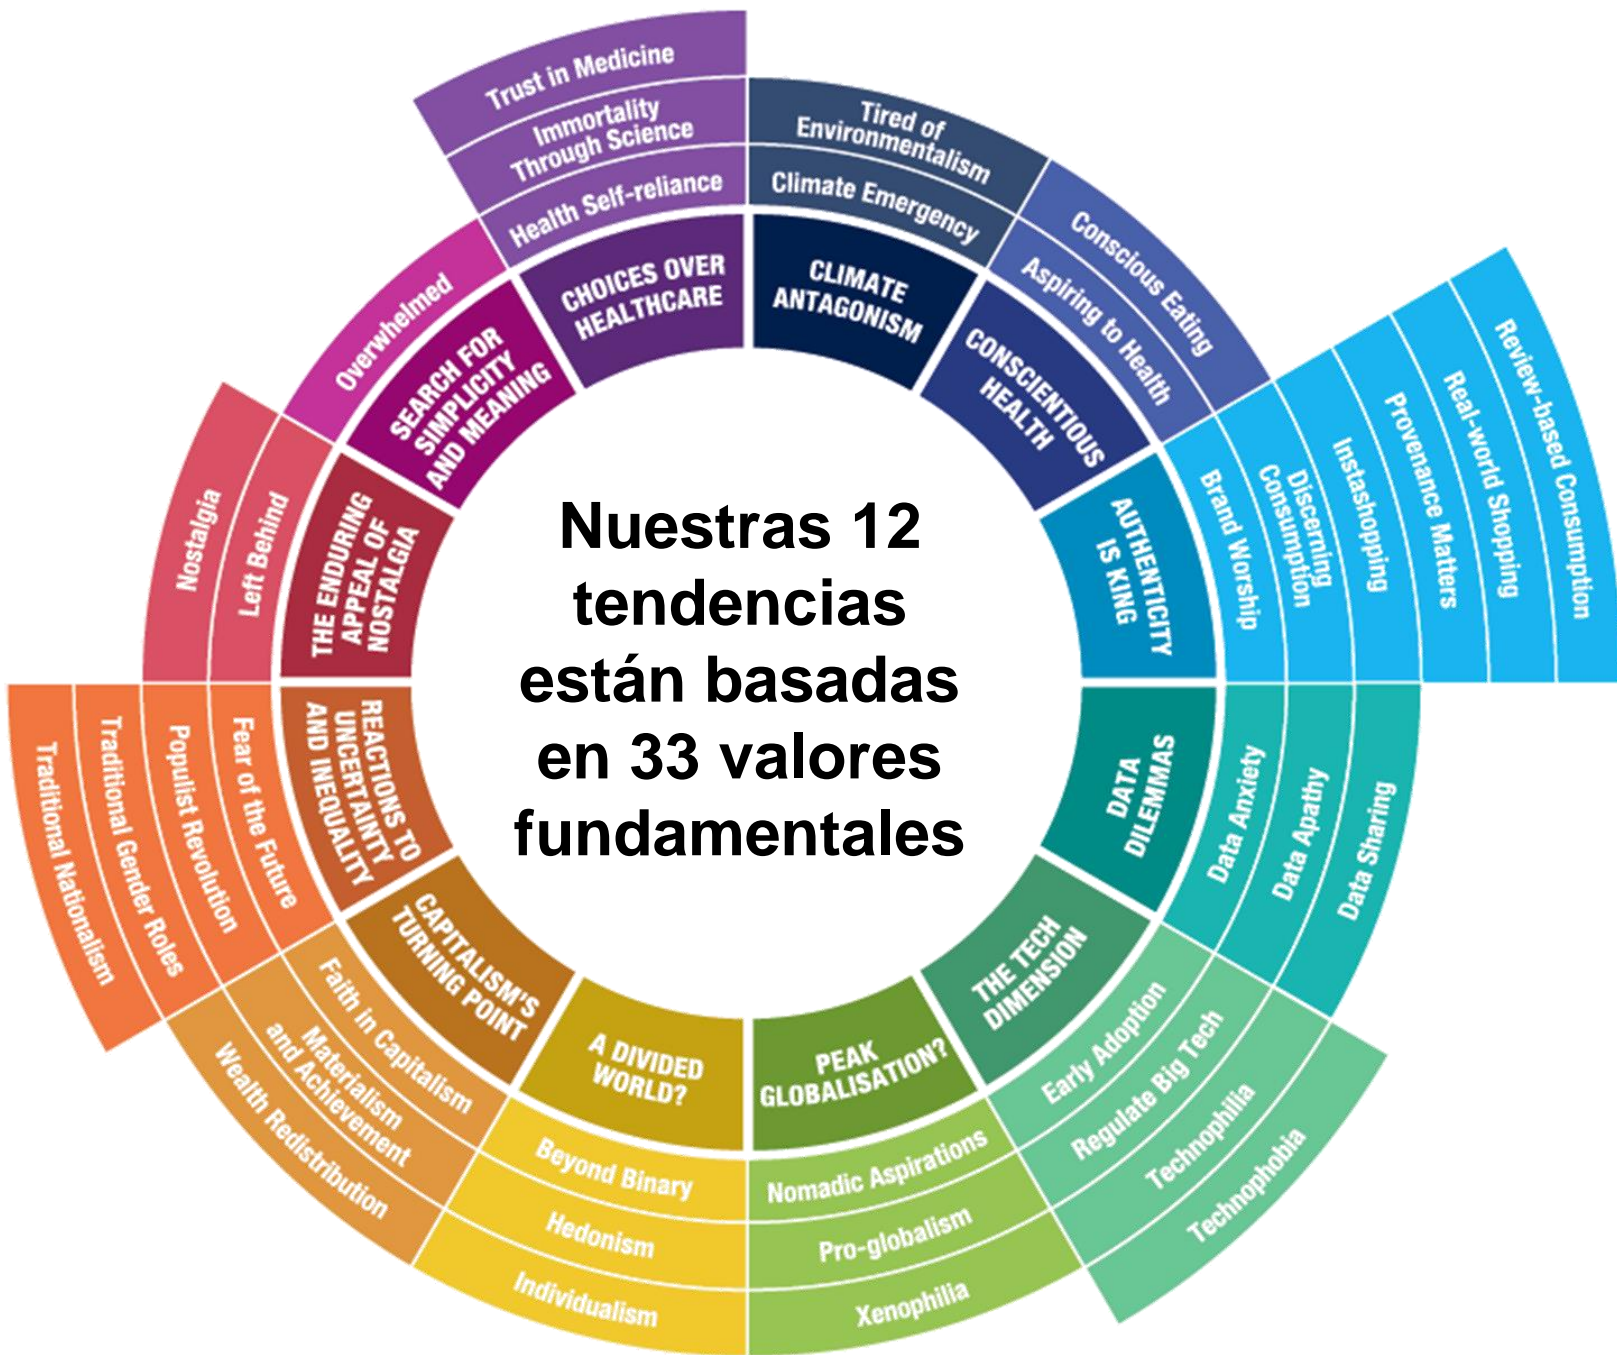 Nuestras 12
tendencias
están basadas
en 33 valores
fundamentales
CLIMATE
ANTAGONISM
Climate Emergency
Tired of
Environmentalism
CONSCIENTIOUS
HEALTH
Aspiring to Health
Conscious Eating
AUTHENTICITY
IS KING
Brand Worship
Discerning
Consumption
Instashopping
Provenance Matters
Real-world Shopping
Review-based Consumption
DATA
DILEMMAS
Data Anxiety
Data Apathy
Data Sharing
THE TECH
DIMENSION
Early Adoption
Regulate Big Tech
Technophilia
Technophobia
PEAK
GLOBALISATION?
Nomadic Aspirations
Pro-globalism
Xenophilia
A DIVIDED
WORLD?
Beyond Binary
Hedonism
Individualism
CAPITALISM'S
TURNING POINT
Faith in Capitalism
Materialism
and Achievement
Wealth Redistribution
REACTIONS TO
UNCERTAINTY
AND INEQUALITY
Fear of the Future
Populist Revolution
Traditional Gender Roles
Traditional Nationalism
THE ENDURING
APPEAL OF
NOSTALGIA
Left Behind
Nostalgia
SEARCH FOR
SIMPLICITY
AND MEANING
Overwhelmed
CHOICES OVER
HEALTHCARE
Health Self-reliance
Immortality
Through Science
Trust in Medicine